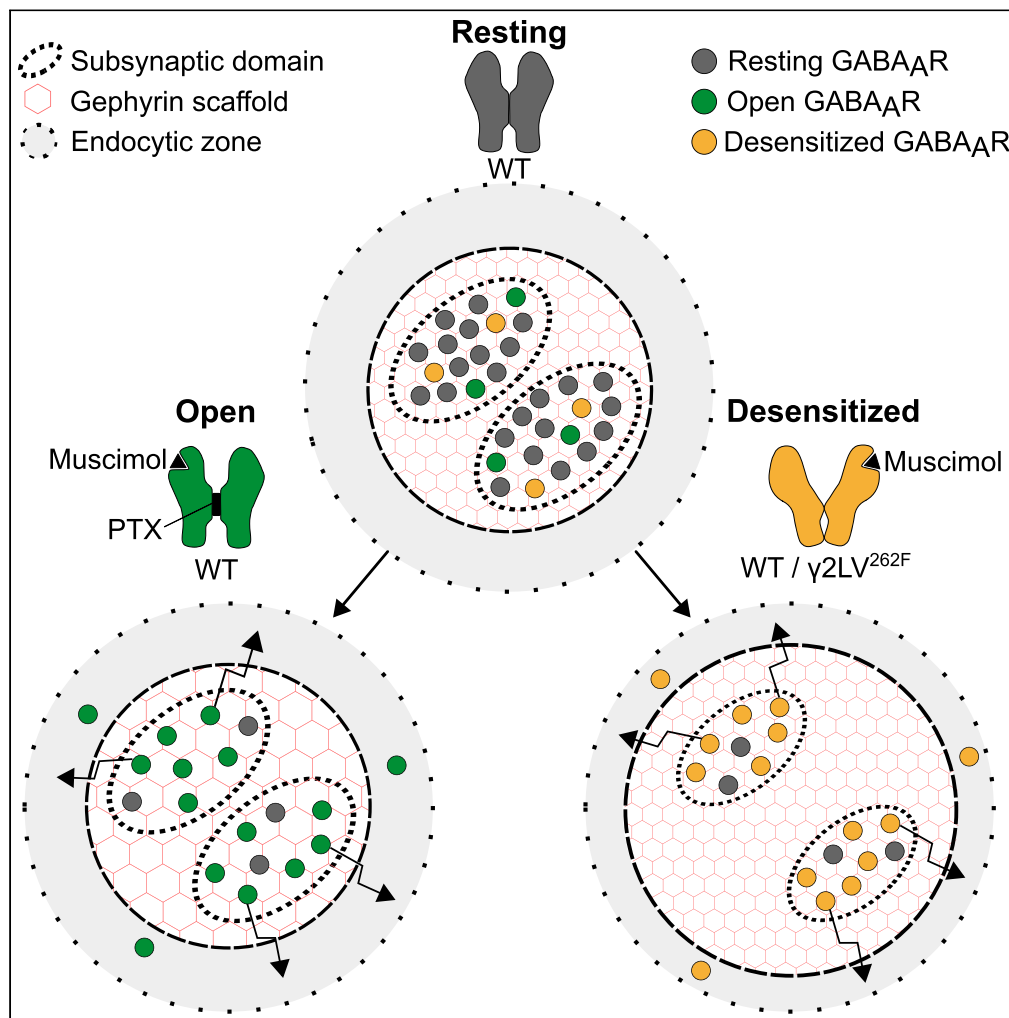 Resting
Subsynaptic domain
Gephyrin scaffold
Endocytic zone
WT
Resting GABAAR
Open GABAAR
Desensitized GABAAR
Open
Muscimol
PTX
WT
Desensitized
Muscimol
WT / γ2LV262F